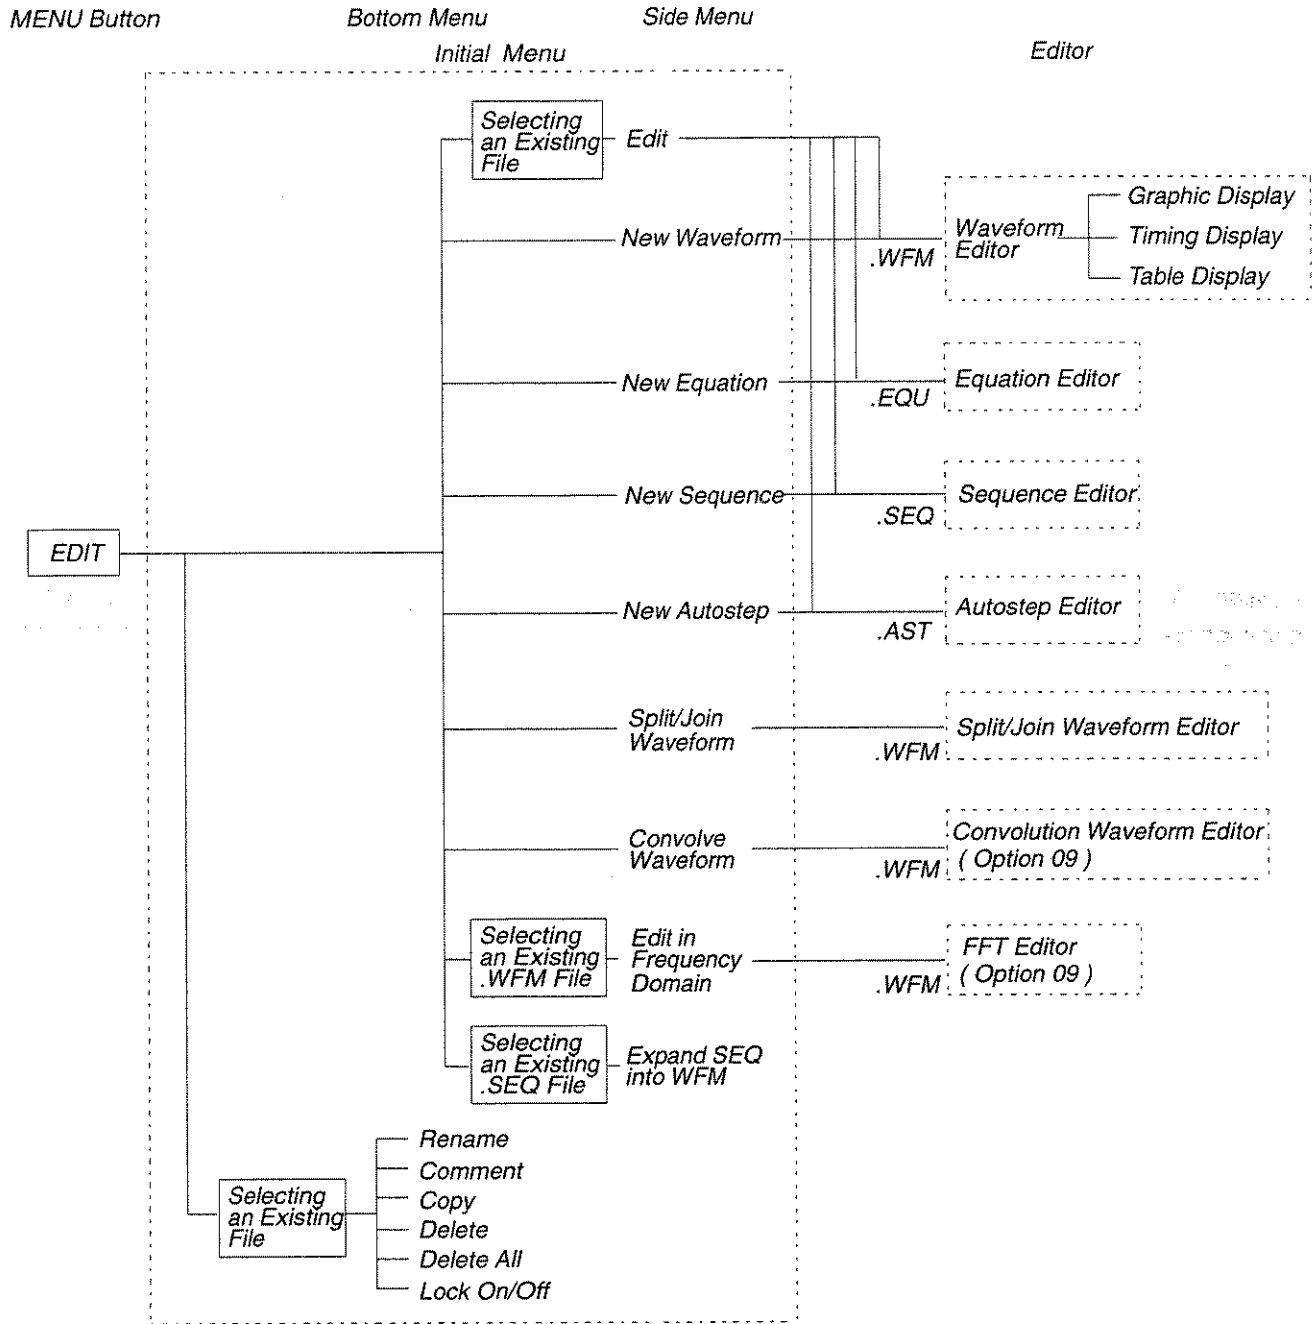 MENU Button
Bottom Menu
Side Menu
Initial Menu
Editor
Selecting
an Existing
File
Edit
New Waveform
.WFM
Waveform
Editor
Graphic Display
Timing Display
Table Display
New Equation
.EQU
Equation Editor
New Sequence
.SEQ
Sequence Editor
EDIT
New Autostep
.AST
Autostep Editor
Split/Join
Waveform
.WFM
Split/Join Waveform Editor
Convolve
Waveform
.WFM
Convolution Waveform Editor
( Option 09 )
Selecting
an Existing
.WFM File
Edit in
Frequency
Domain
.WFM
FFT Editor
( Option 09 )
Selecting
an Existing
.SEQ File
Expand SEQ
into WFM
Selecting
an Existing
File
Rename
Comment
Copy
Delete
Delete All
Lock On/Off